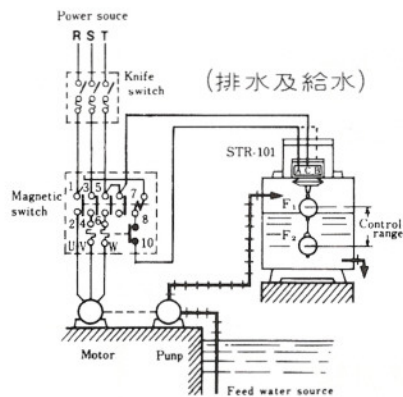 Power souce
R S T
Knife switch
(排水及給水)
STR-101
A C B
Magnetic switch
1 3 5 7
2 4 6 8
10
U V W
F₁
F₂
Control range
Motor
Punp
Feed water source